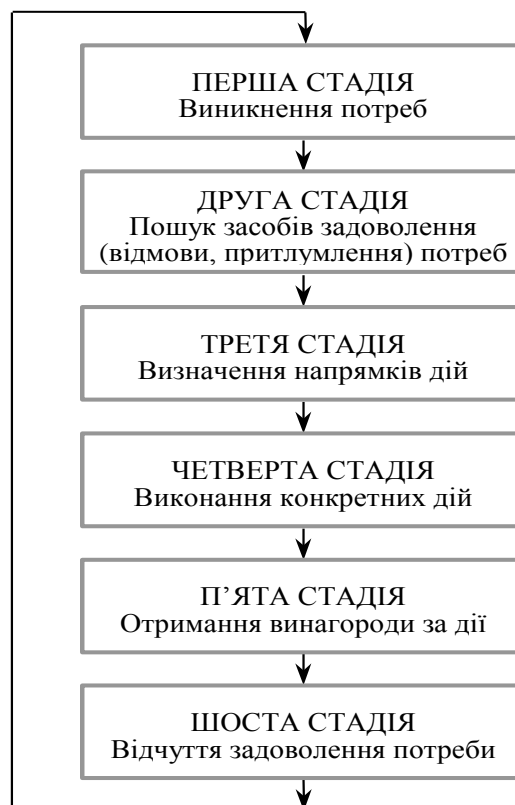 ПЕРША СТАДІЯ
Виникнення потреб
ДРУГА СТАДІЯ
Пошук засобів задоволення
(відмови, притлумлення) потреб
ТРЕТЯ СТАДІЯ
Визначення напрямків дій
ЧЕТВЕРТА СТАДІЯ
Виконання конкретних дій
П’ЯТА СТАДІЯ
Отримання винагороди за дії
ШОСТА СТАДІЯ
Відчуття задоволення потреби